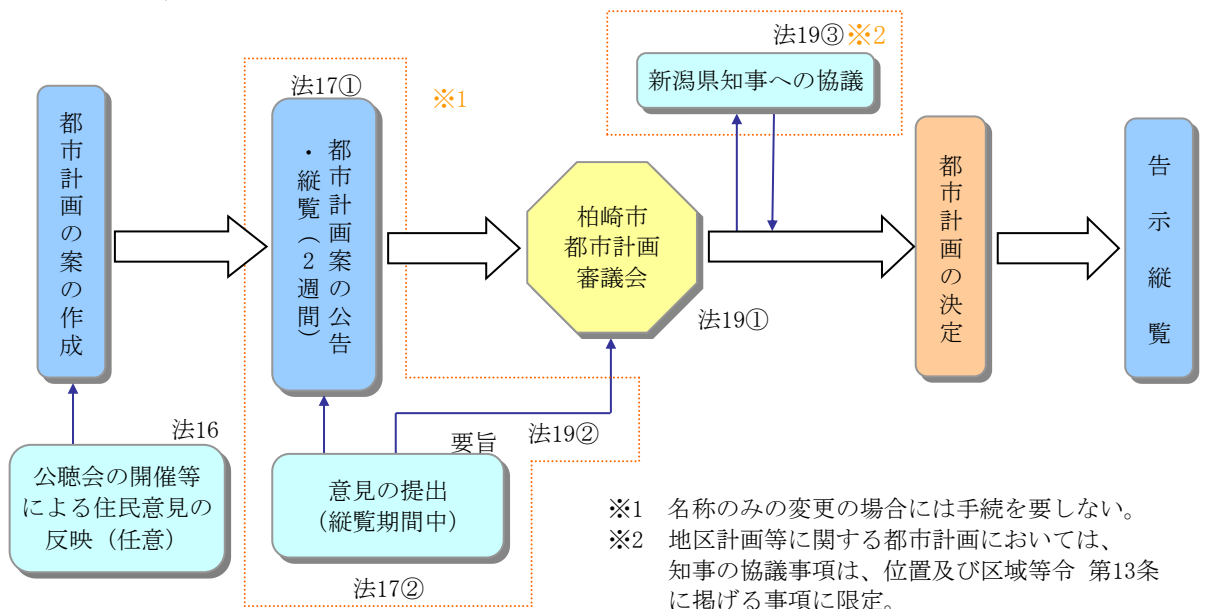 都市計画の案の作成
法16
公聴会の開催等
による住民意見の
反映（任意）
法17①
※1
都市計画案の公告
・縦覧（2週間）
意見の提出
（縦覧期間中）
要旨
法19②
法17②
柏崎市
都市計画
審議会
法19①
法19③※2
新潟県知事への協議
都市計画の決定
告示縦覧
※1 名称のみの変更の場合には手続を要しない。
※2 地区計画等に関する都市計画においては、
知事の協議事項は、位置及び区域等令 第13条
に掲げる事項に限定。